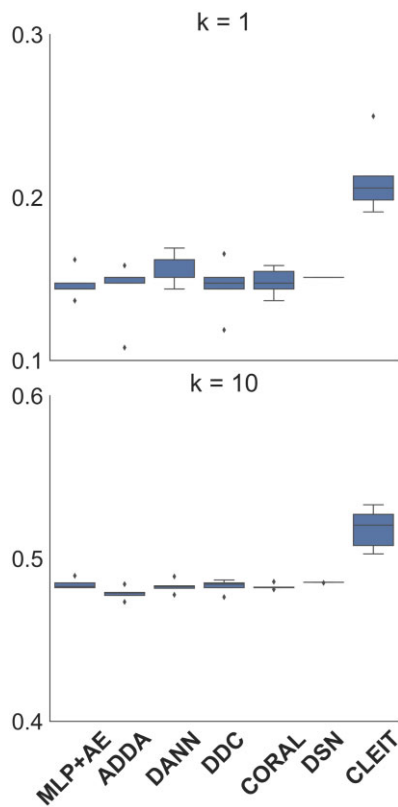 k = 1
0.3
0.2
0.1
k = 10
0.6
0.5
0.4
MLP+AE
ADDA
DANN
DDC
CORAL
DSN
CLEIT